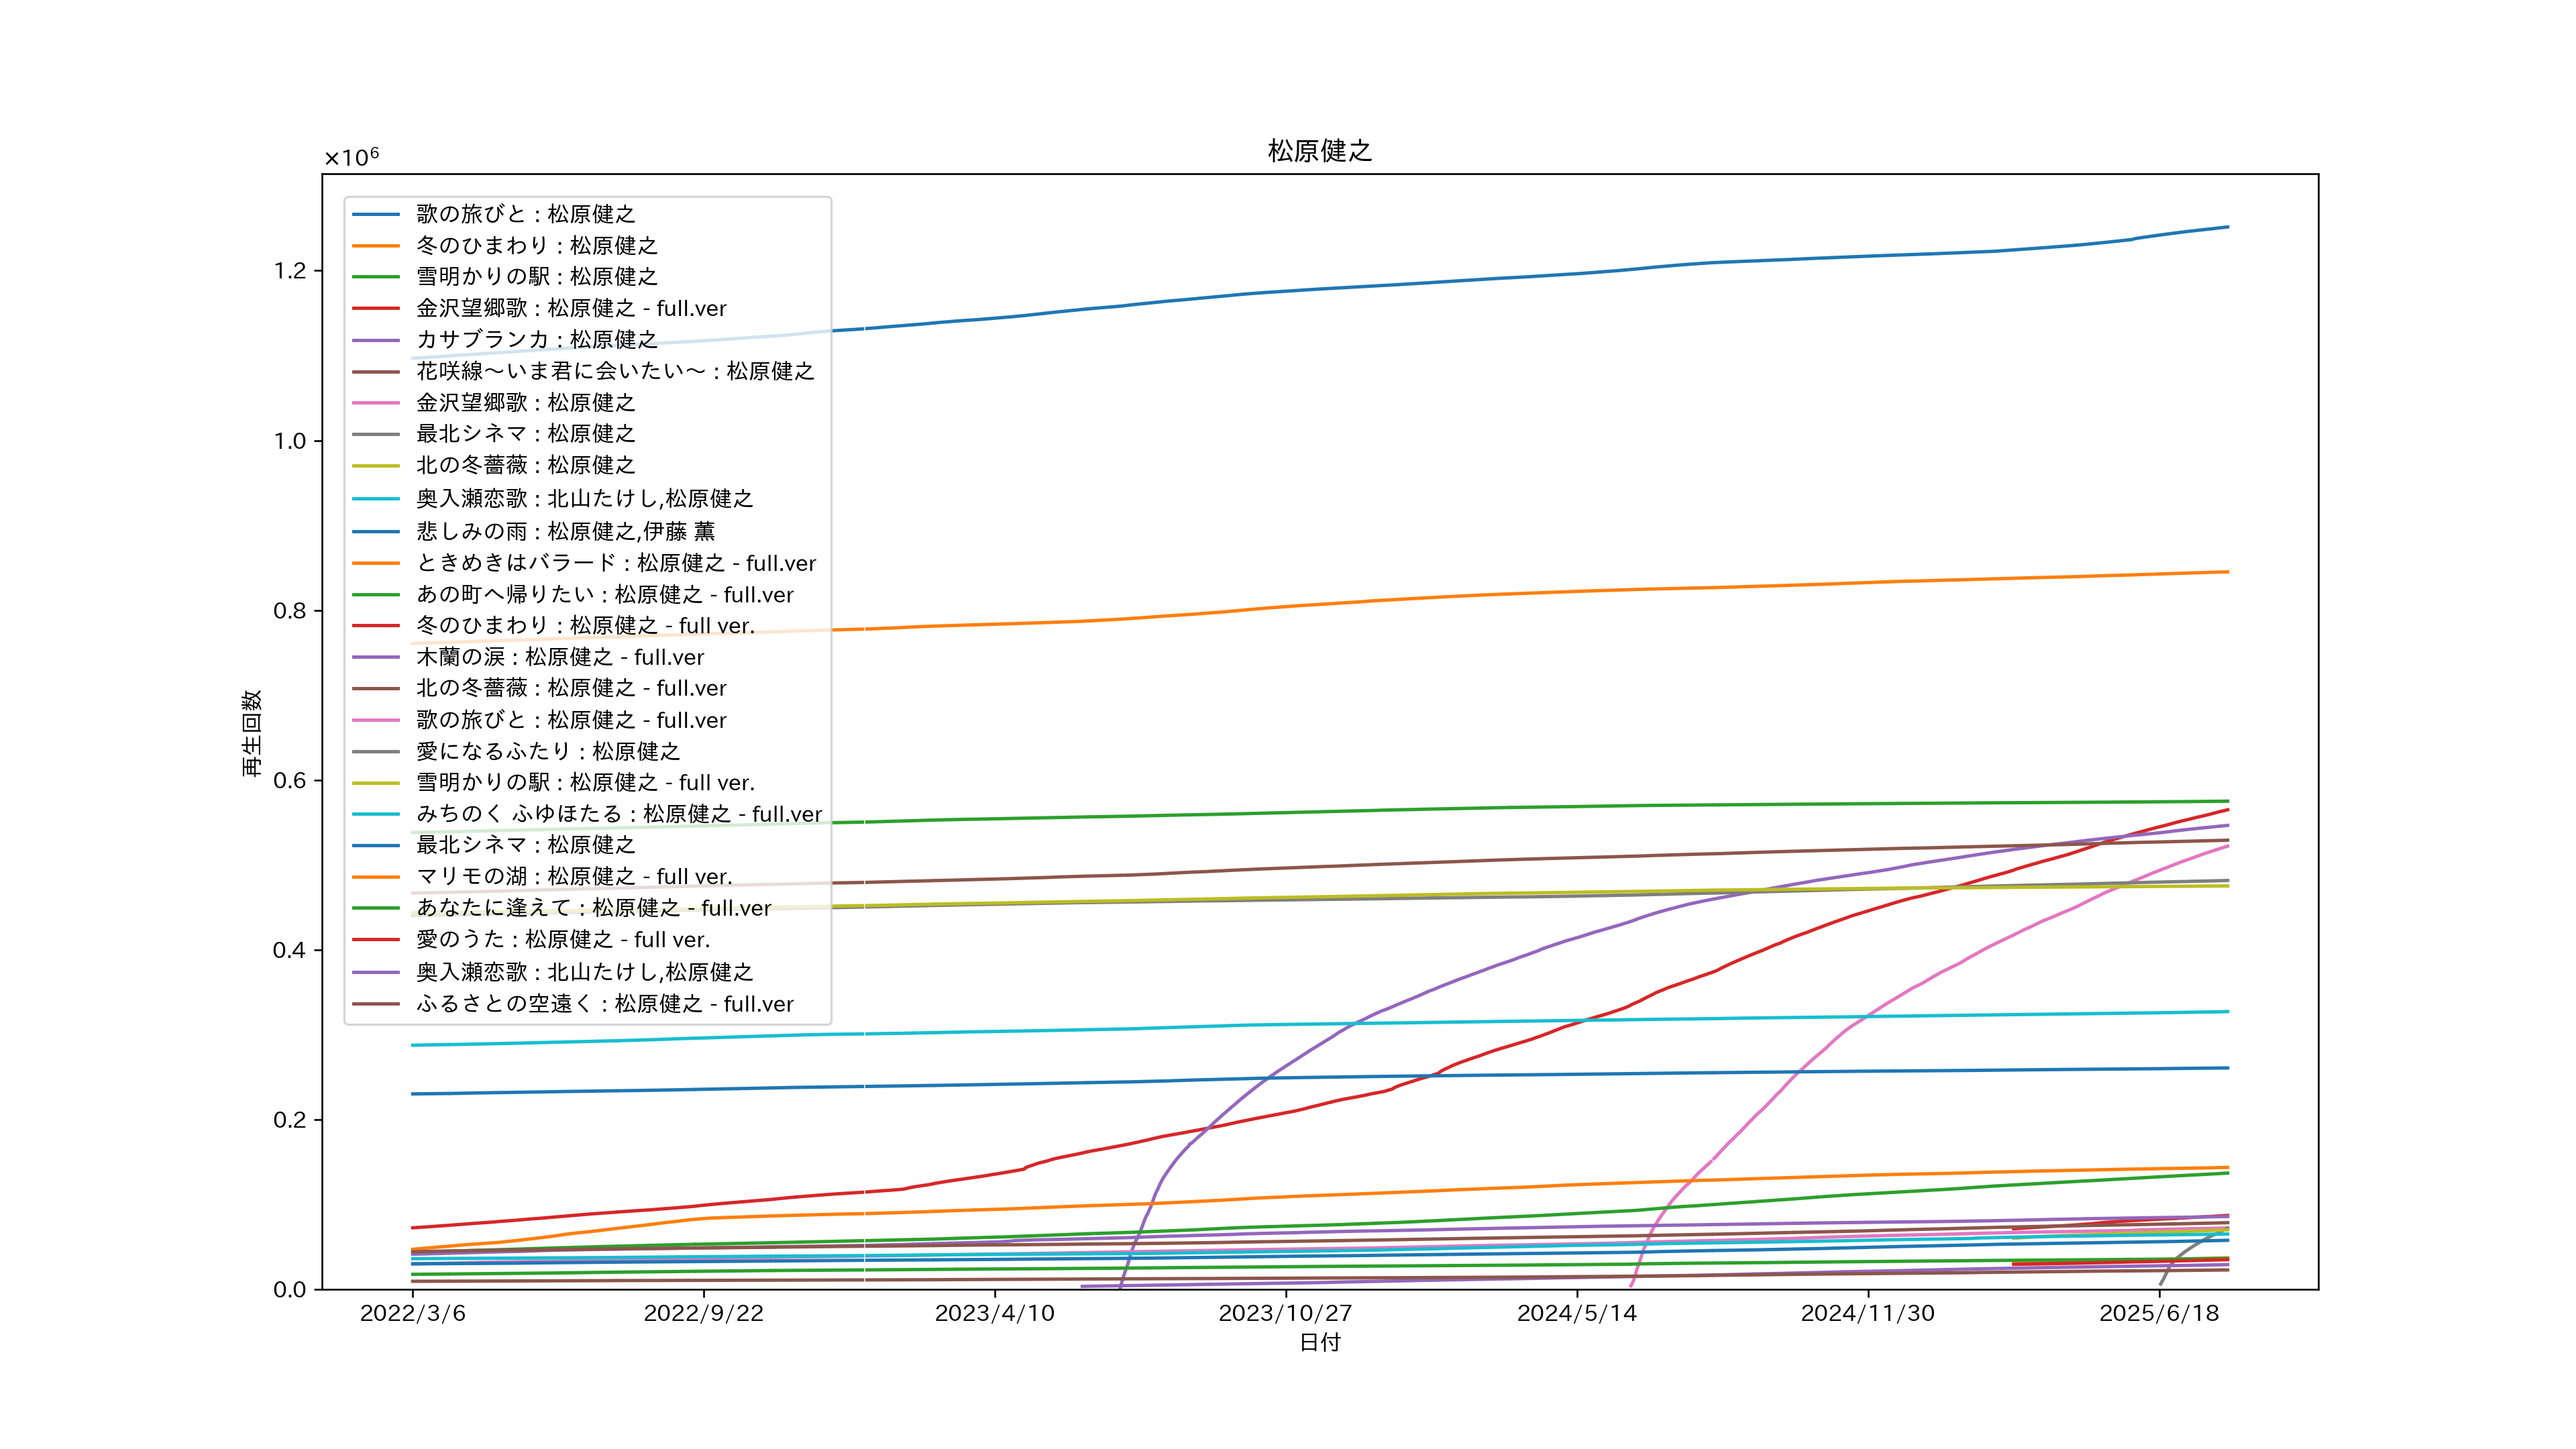 松原健之
×10⁶
歌の旅びと : 松原健之
冬のひまわり : 松原健之
雪明かりの駅 : 松原健之
金沢望郷歌 : 松原健之 - full.ver
カサブランカ : 松原健之
花咲線〜いま君に会いたい〜 : 松原健之
金沢望郷歌 : 松原健之
最北シネマ : 松原健之
北の冬薔薇 : 松原健之
奥入瀬恋歌 : 北山たけし,松原健之
悲しみの雨 : 松原健之,伊藤 薫
ときめきはバラード : 松原健之 - full.ver
あの町へ帰りたい : 松原健之 - full.ver
冬のひまわり : 松原健之 - full ver.
木蘭の涙 : 松原健之 - full.ver
北の冬薔薇 : 松原健之 - full.ver
歌の旅びと : 松原健之 - full.ver
愛になるふたり : 松原健之
雪明かりの駅 : 松原健之 - full ver.
みちのく ふゆほたる : 松原健之 - full.ver
最北シネマ : 松原健之
マリモの湖 : 松原健之 - full ver.
あなたに逢えて : 松原健之 - full.ver
愛のうた : 松原健之 - full ver.
奥入瀬恋歌 : 北山たけし,松原健之
ふるさとの空遠く : 松原健之 - full.ver
再生回数
1.2
1.0
0.8
0.6
0.4
0.2
0.0
2022/3/6 2022/9/22 2023/4/10 2023/10/27 2024/5/14 2024/11/30 2025/6/18
日付